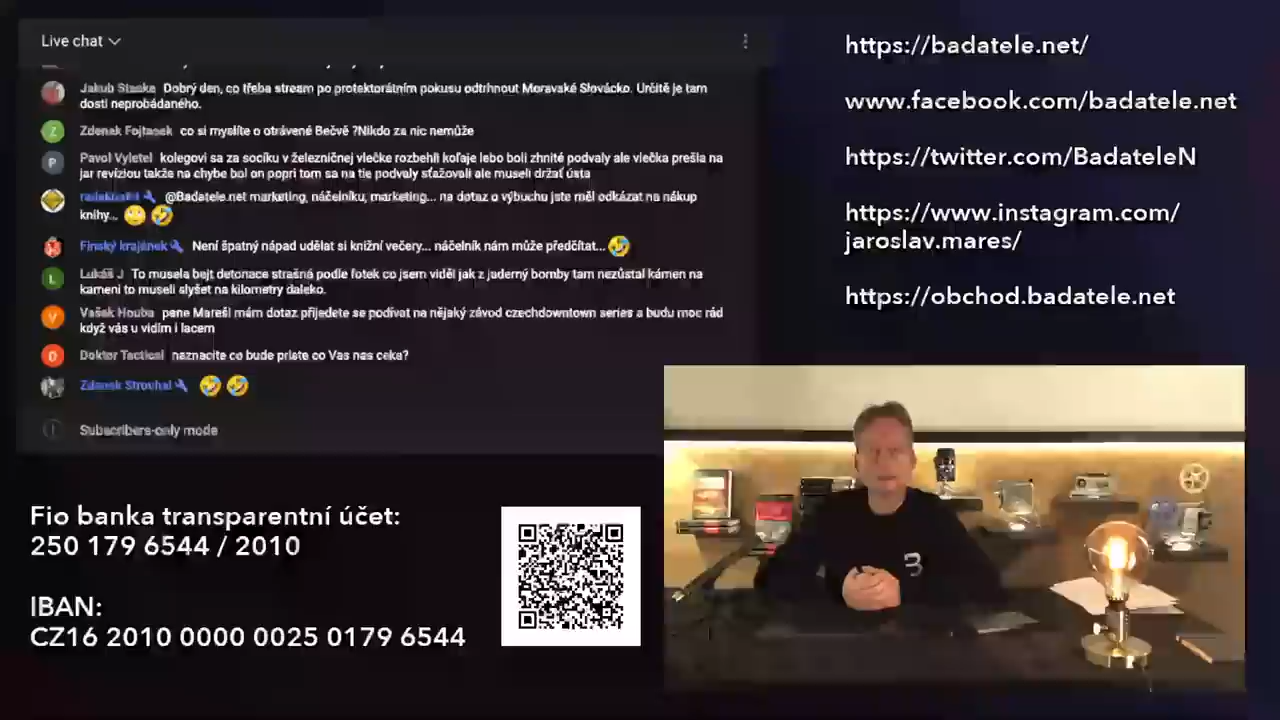 Live chat
Jakub Staska Dobrý den, co třeba stream po protektorátním pokusu odtrhnout Moravské Slovácko. Určitě je tam
dosti neprobádaného.
Zdenek Fojtasek co si myslíte o otrávené Bečvě ?Nikdo za nic nemůže
Pavol Vyletel kolegovi sa za socíku v železničnej vlečke rozbehli koľaje lebo boli zhnité podvaly ale vlečka prešla na
jar revíziou takže na chybe bol on popri tom sa na tie podvaly sťažovali ale museli držať ústa
@Badatele.net marketing, náčelníku, marketing... na dotaz o výbuchu jste měl odkázat na nákup
knihy...
Finský krajánek Není špatný nápad udělat si knižní večery... náčelník nám může předčítat...
Lukáš J To musela bejt detonace strašná podle fotek co jsem viděl jak z jaderný bomby tam nezůstal kámen na
kameni to museli slyšet na kilometry daleko.
Vašek Houba pane Mareši mám dotaz přijedete se podívat na nějaký závod czechdowntown series a budu moc rád
když vás u vidím i lacem
Doktor Tactical naznacite co bude priste co Vas nas ceka?
Zdenek Strouhal
Subscribers-only mode
https://badatele.net/
www.facebook.com/badatele.net
https://twitter.com/BadateleN
https://www.instagram.com/
jaroslav.mares/
https://obchod.badatele.net
Fio banka transparentní účet:
250 179 6544 / 2010
IBAN:
CZ16 2010 0000 0025 0179 6544